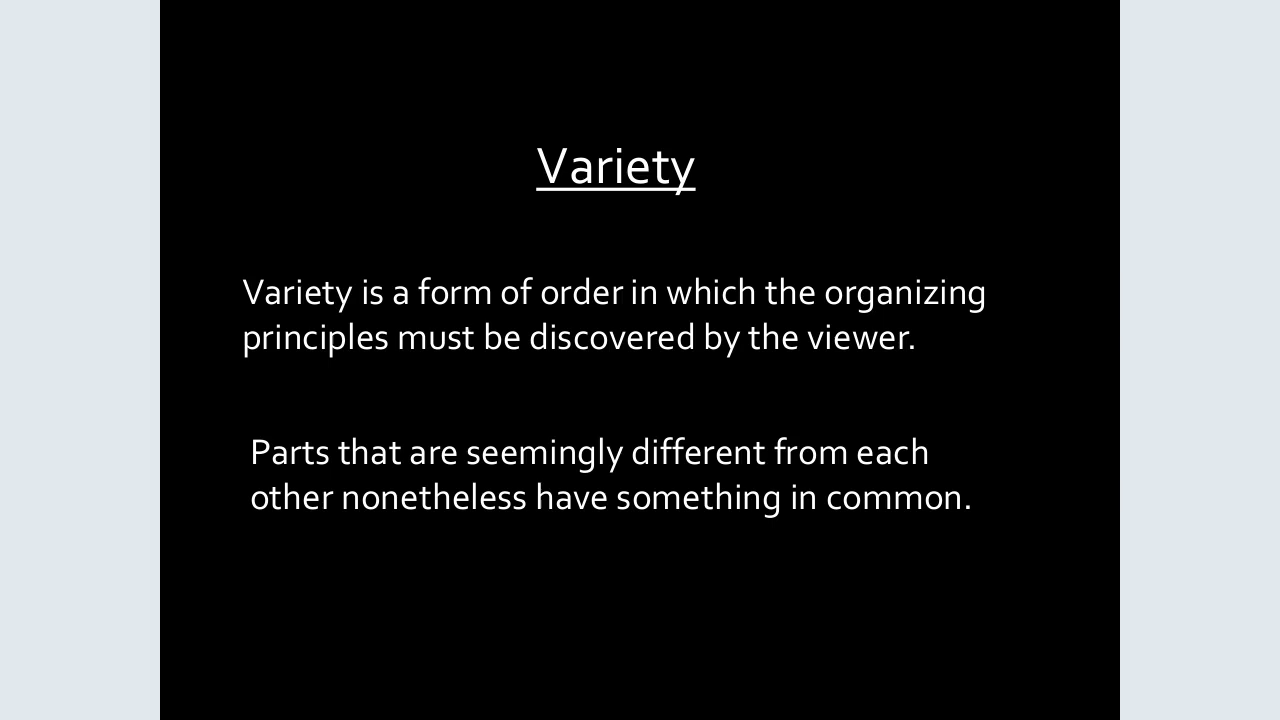 Variety
Variety is a form of order in which the organizing
principles must be discovered by the viewer.
Parts that are seemingly different from each
other nonetheless have something in common.